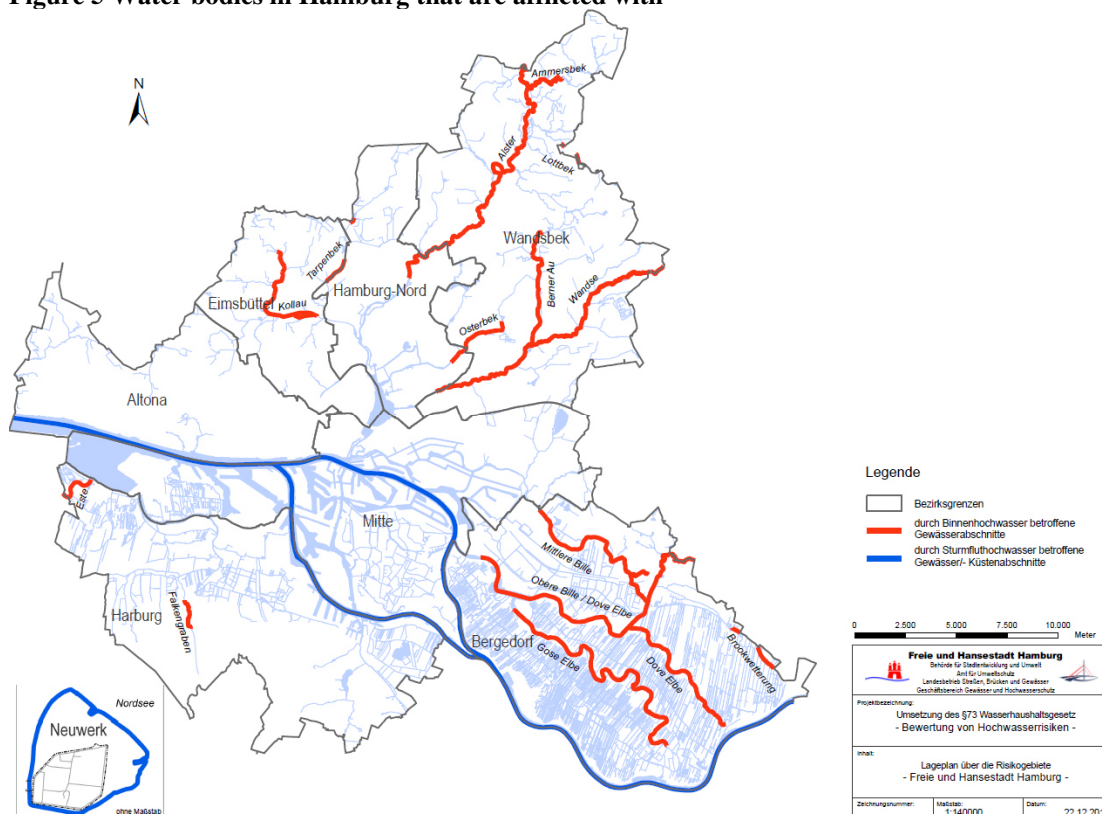 Figure 5 Water bodies in Hamburg that are afflicted with
N
Ammersbek
Alster
Lottbek
Wandsbek
Tarpenbek
Hamburg-Nord
Berner Au
Wandse
Eimsbüttel
Kollau
Osterbek
Altona
Este
Mitte
Mittlere Bille
Obere Bille / Dove Elbe
Harburg
Falkengraben
Bergedorf
Gose Elbe
Dove Elbe
Brookwetterung
Nordsee
Neuwerk
ohne Maßstab
Legende
Bezirksgrenzen
durch Binnenhochwasser betroffene
Gewässerabschnitte
durch Sturmfluthochwasser betroffene
Gewässer/- Küstenabschnitte
0 2.500 5.000 7.500 10.000
Meter
Freie und Hansestadt Hamburg
Behörde für Stadtentwicklung und Umwelt
Amt für Umweltschutz
Landesbetrieb Straßen, Brücken und Gewässer
Geschäftsbereich Gewässer und Hochwasserschutz
Projektbezeichnung:
Umsetzung des §73 Wasserhaushaltsgesetz
- Bewertung von Hochwasserrisiken -
Inhalt:
Lageplan über die Risikogebiete
- Freie und Hansestadt Hamburg -
Zeichnungsnummer: Maßstab: Datum:
1:140000 22.12.20